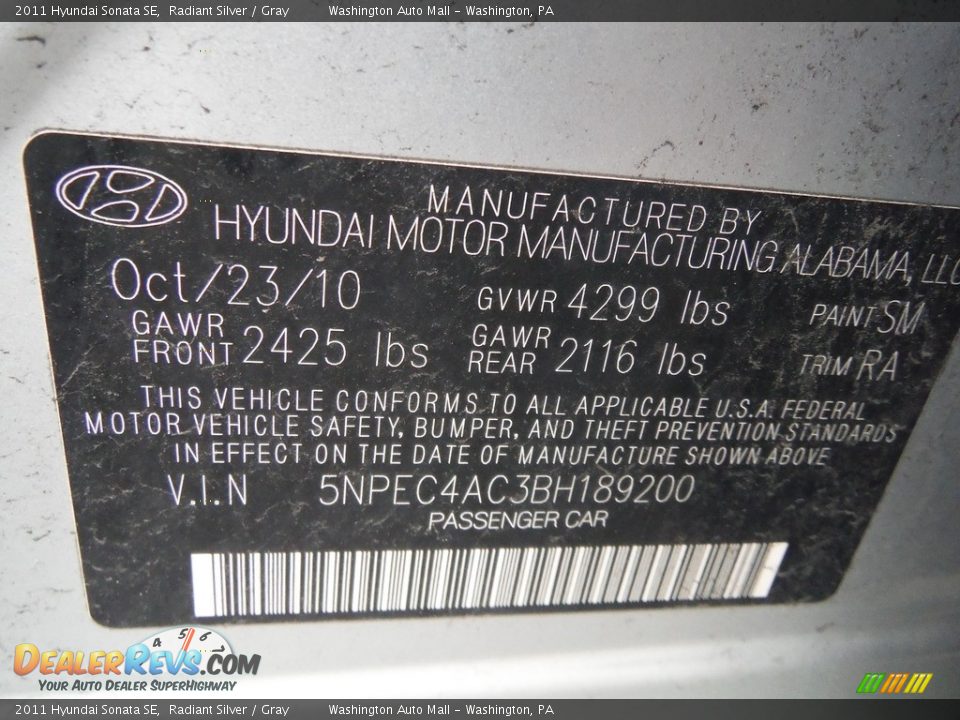 2011 Hyundai Sonata SE, Radiant Silver / Gray Washington Auto Mall - Washington, PA
MANUFACTURED BY
HYUNDAI MOTOR MANUFACTURING ALABAMA, LLC
Oct/23/10 GVWR 4299 lbs PAINT SM
GAWR FRONT 2425 lbs GAWR REAR 2116 lbs TRIM RA
THIS VEHICLE CONFORMS TO ALL APPLICABLE U.S.A. FEDERAL
MOTOR VEHICLE SAFETY, BUMPER, AND THEFT PREVENTION STANDARDS
IN EFFECT ON THE DATE OF MANUFACTURE SHOWN ABOVE
V.I.N 5NPEC4AC3BH189200
PASSENGER CAR
4 5 6
DEALERREVS.COM
YOUR AUTO DEALER SUPERHIGHWAY
2011 Hyundai Sonata SE, Radiant Silver / Gray Washington Auto Mall - Washington, PA